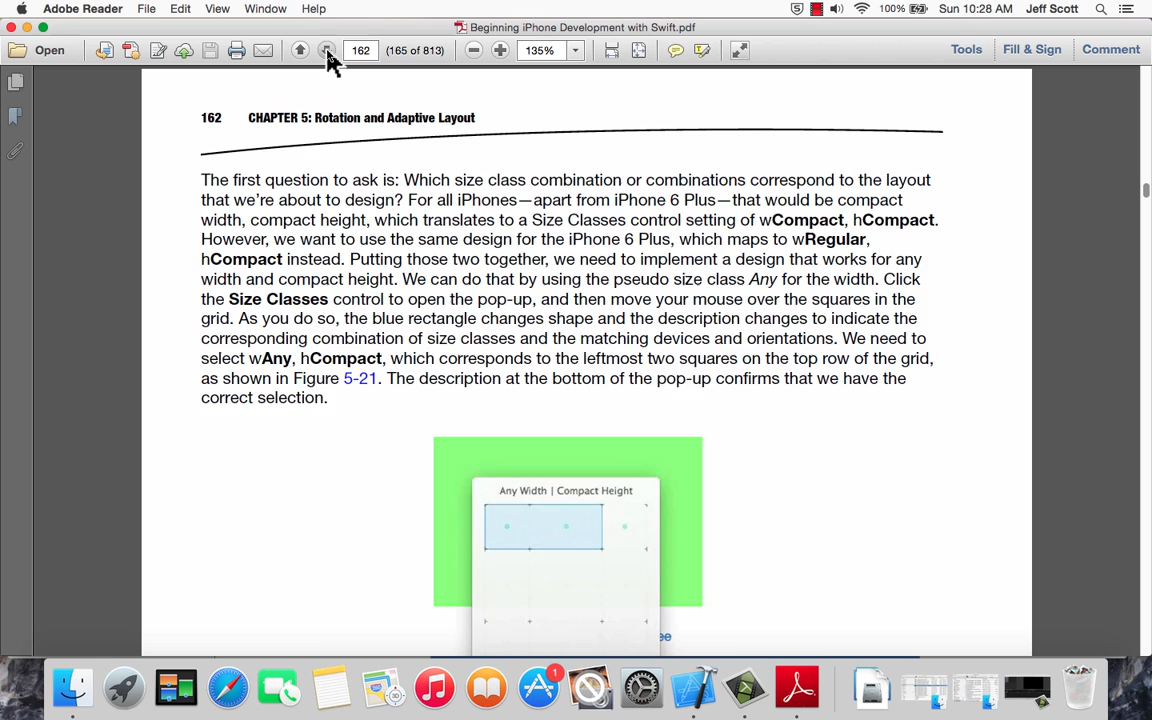 Adobe Reader File Edit View Window Help 100% Sun 10:28 AM Jeff Scott
Beginning iPhone Development with Swift.pdf
Open 162 (165 of 813) 135% Tools Fill & Sign Comment
162 CHAPTER 5: Rotation and Adaptive Layout
The first question to ask is: Which size class combination or combinations correspond to the layout
that we’re about to design? For all iPhones—apart from iPhone 6 Plus—that would be compact
width, compact height, which translates to a Size Classes control setting of wCompact, hCompact.
However, we want to use the same design for the iPhone 6 Plus, which maps to wRegular,
hCompact instead. Putting those two together, we need to implement a design that works for any
width and compact height. We can do that by using the pseudo size class Any for the width. Click
the Size Classes control to open the pop-up, and then move your mouse over the squares in the
grid. As you do so, the blue rectangle changes shape and the description changes to indicate the
corresponding combination of size classes and the matching devices and orientations. We need to
select wAny, hCompact, which corresponds to the leftmost two squares on the top row of the grid,
as shown in Figure 5-21. The description at the bottom of the pop-up confirms that we have the
correct selection.
Any Width | Compact Height
ee
1